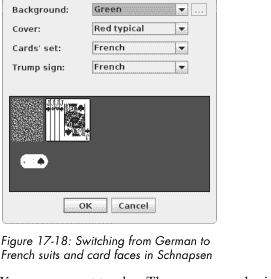 Background: Green ...
Cover: Red typical
Cards' set: French
Trump sign: French
OK Cancel
Figure 17-18: Switching from German to
French suits and card faces in Schnapsen